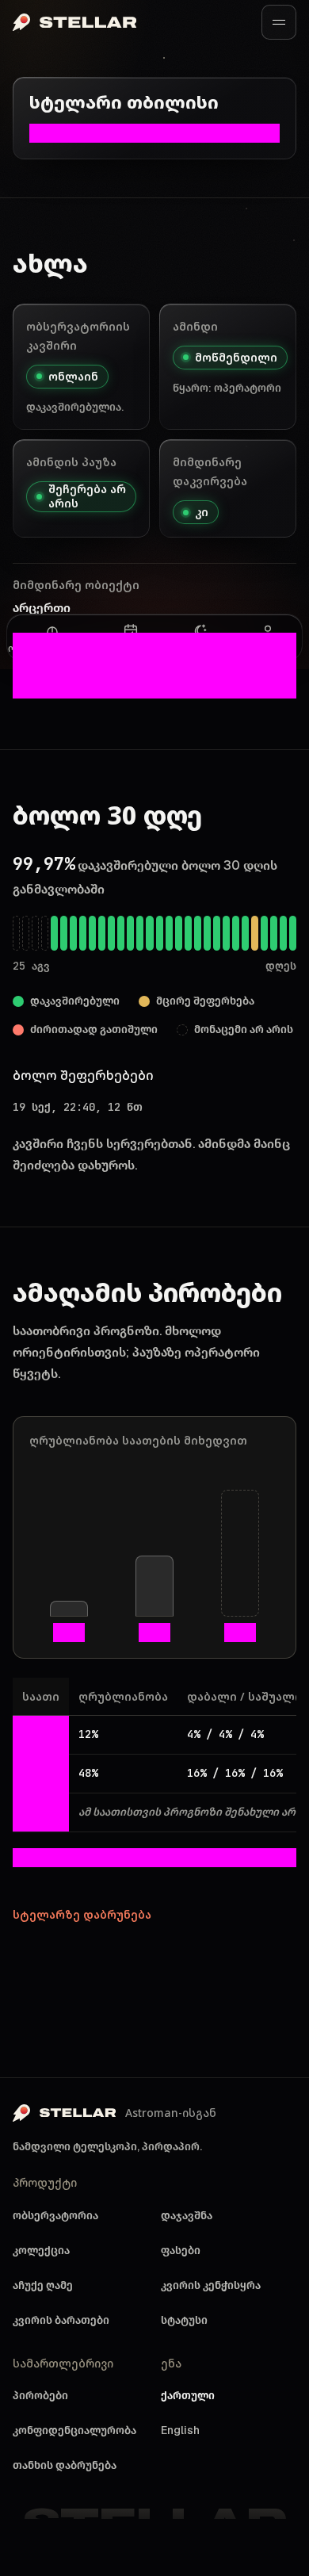 STELLAR
სტელარი თბილისი
ახლა
ობსერვატორიის
კავშირი
ონლაინ
დაკავშირებულია.
ამინდი
მოწმენდილი
წყარო: ოპერატორი
ამინდის პაუზა
შეჩერება არ
არის
მიმდინარე
დაკვირვება
კი
მიმდინარე ობიექტი
არცერთი
ბოლო 30 დღე
99,97% დაკავშირებული ბოლო 30 დღის
განმავლობაში
25 აგვ
დღეს
დაკავშირებული
მცირე შეფერხება
ძირითადად გათიშული
მონაცემი არ არის
ბოლო შეფერხებები
19 სექ, 22:40, 12 წთ
კავშირი ჩვენს სერვერებთან. ამინდმა მაინც
შეიძლება დახუროს.
ამაღამის პირობები
საათობრივი პროგნოზი. მხოლოდ
ორიენტირისთვის; პაუზაზე ოპერატორი
წყვეტს.
ღრუბლიანობა საათების მიხედვით
საათი
ღრუბლიანობა
დაბალი / საშუალ
12%
4% / 4% / 4%
48%
16% / 16% / 16%
ამ საათისთვის პროგნოზი შენახული არ
სტელარზე დაბრუნება
STELLAR Astroman-ისგან
ნამდვილი ტელესკოპი, პირდაპირ.
პროდუქტი
ობსერვატორია
დაჯავშნა
კოლექცია
ფასები
აჩუქე ღამე
კვირის კენჭისყრა
კვირის ბარათები
სტატუსი
სამართლებრივი
ენა
პირობები
ქართული
კონფიდენციალურობა
English
თანხის დაბრუნება
STELLAR